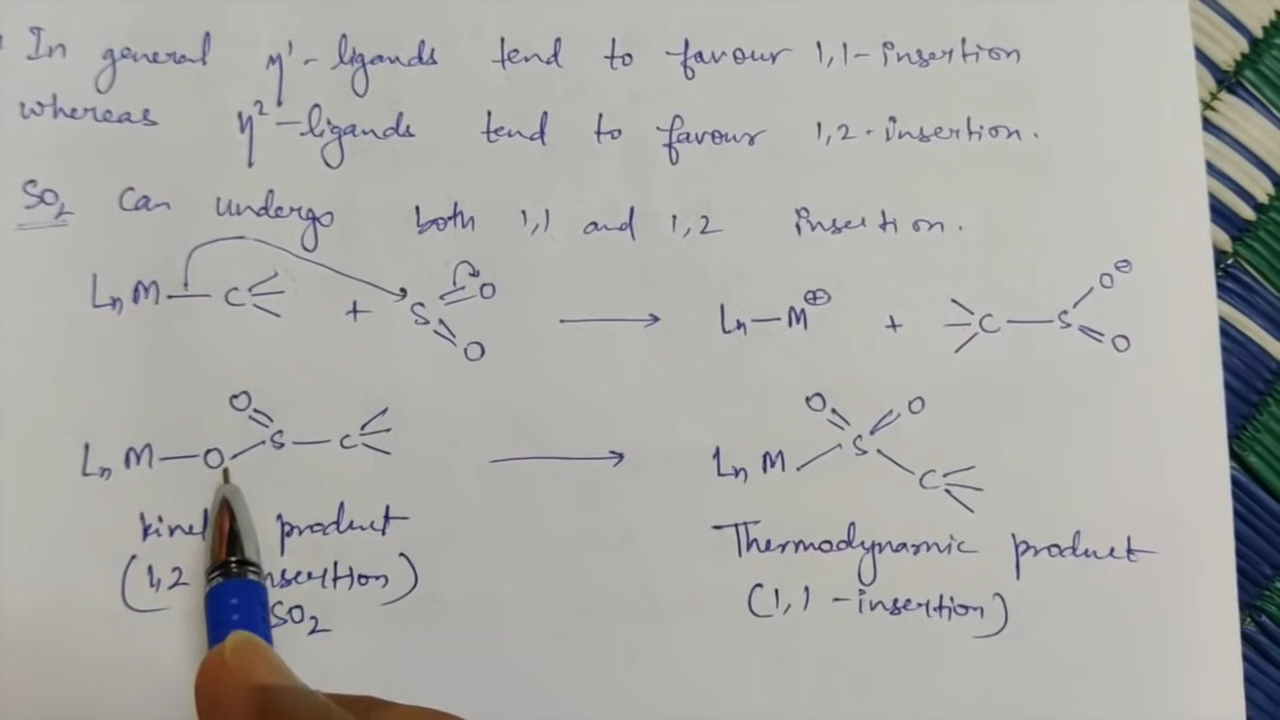 In general η¹-ligands tend to favour 1,1-insertion
whereas η²-ligands tend to favour 1,2-insertion.
SO₂ can undergo both 1,1 and 1,2 insertion.
LnM—C + S=O =O → Ln—M⊕ + C—S—O⊖ =O
LnM—O—S(=O)—C → LnM—S(=O)(=O)—C
product Thermodynamic product
(1,2 (1,1-insertion)
SO₂